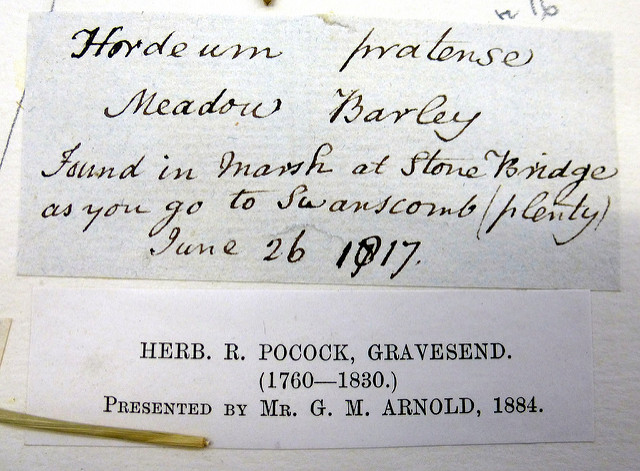 Hordeum pratense
Meadow Barley
Found in Marsh at Stone Bridge
as you go to Swanscomb (plenty)
June 26 1817.
HERB. R. POCOCK, GRAVESEND.
(1760—1830.)
PRESENTED BY MR. G. M. ARNOLD, 1884.